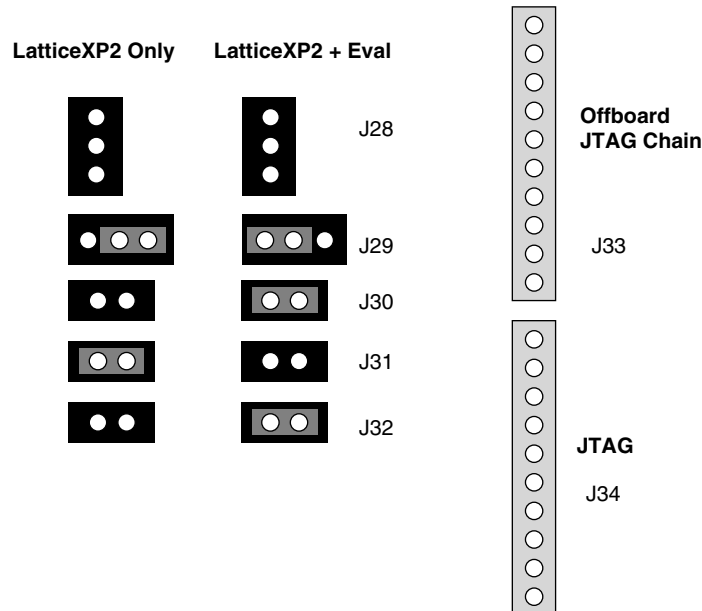 LatticeXP2 Only
LatticeXP2 + Eval
J28
J29
J30
J31
J32
Offboard
JTAG Chain
J33
JTAG
J34